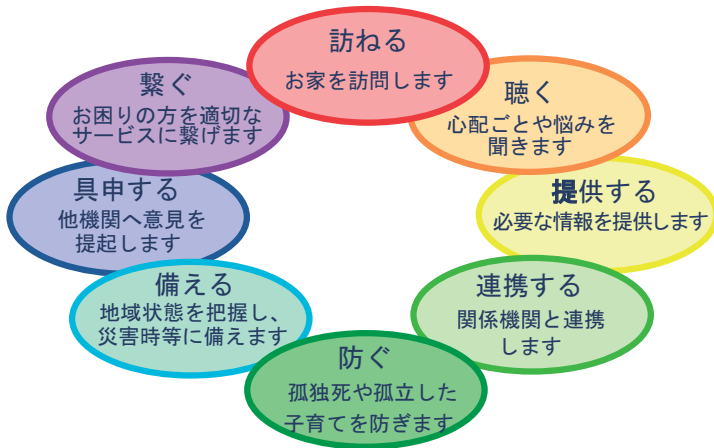 訪ねる
お家を訪問します
聴く
心配ごとや悩みを
聞きます
提供する
必要な情報を提供します
連携する
関係機関と連携
します
防ぐ
孤独死や孤立した
子育てを防ぎます
備える
地域状態を把握し、
災害時等に備えます
具申する
他機関へ意見を
提起します
繋ぐ
お困りの方を適切な
サービスに繋げます